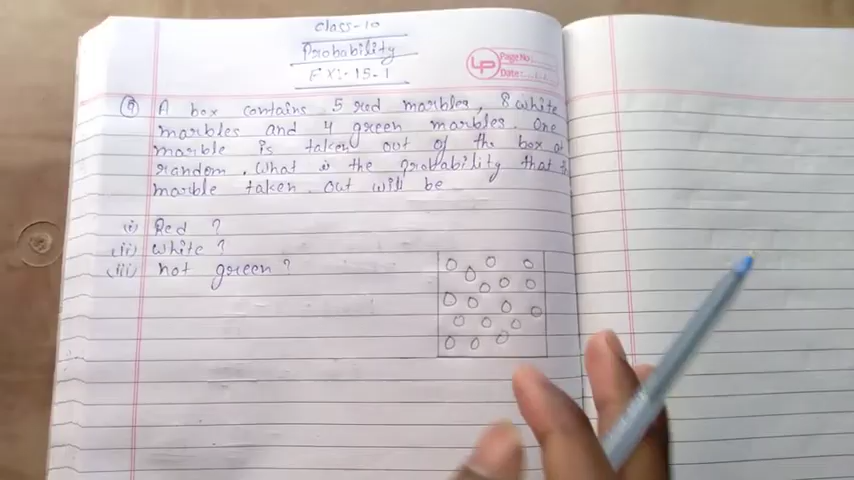 Class-10
Probability
EX:-15-1
LP Page No:
Date:
9 A box contains 5 red marbles, 8 white
marbles and 4 green marbles. One
marble is taken out of the box at
random. What is the probability that
marble taken out will be
(i) Red ?
(ii) White ?
(iii) not green ?